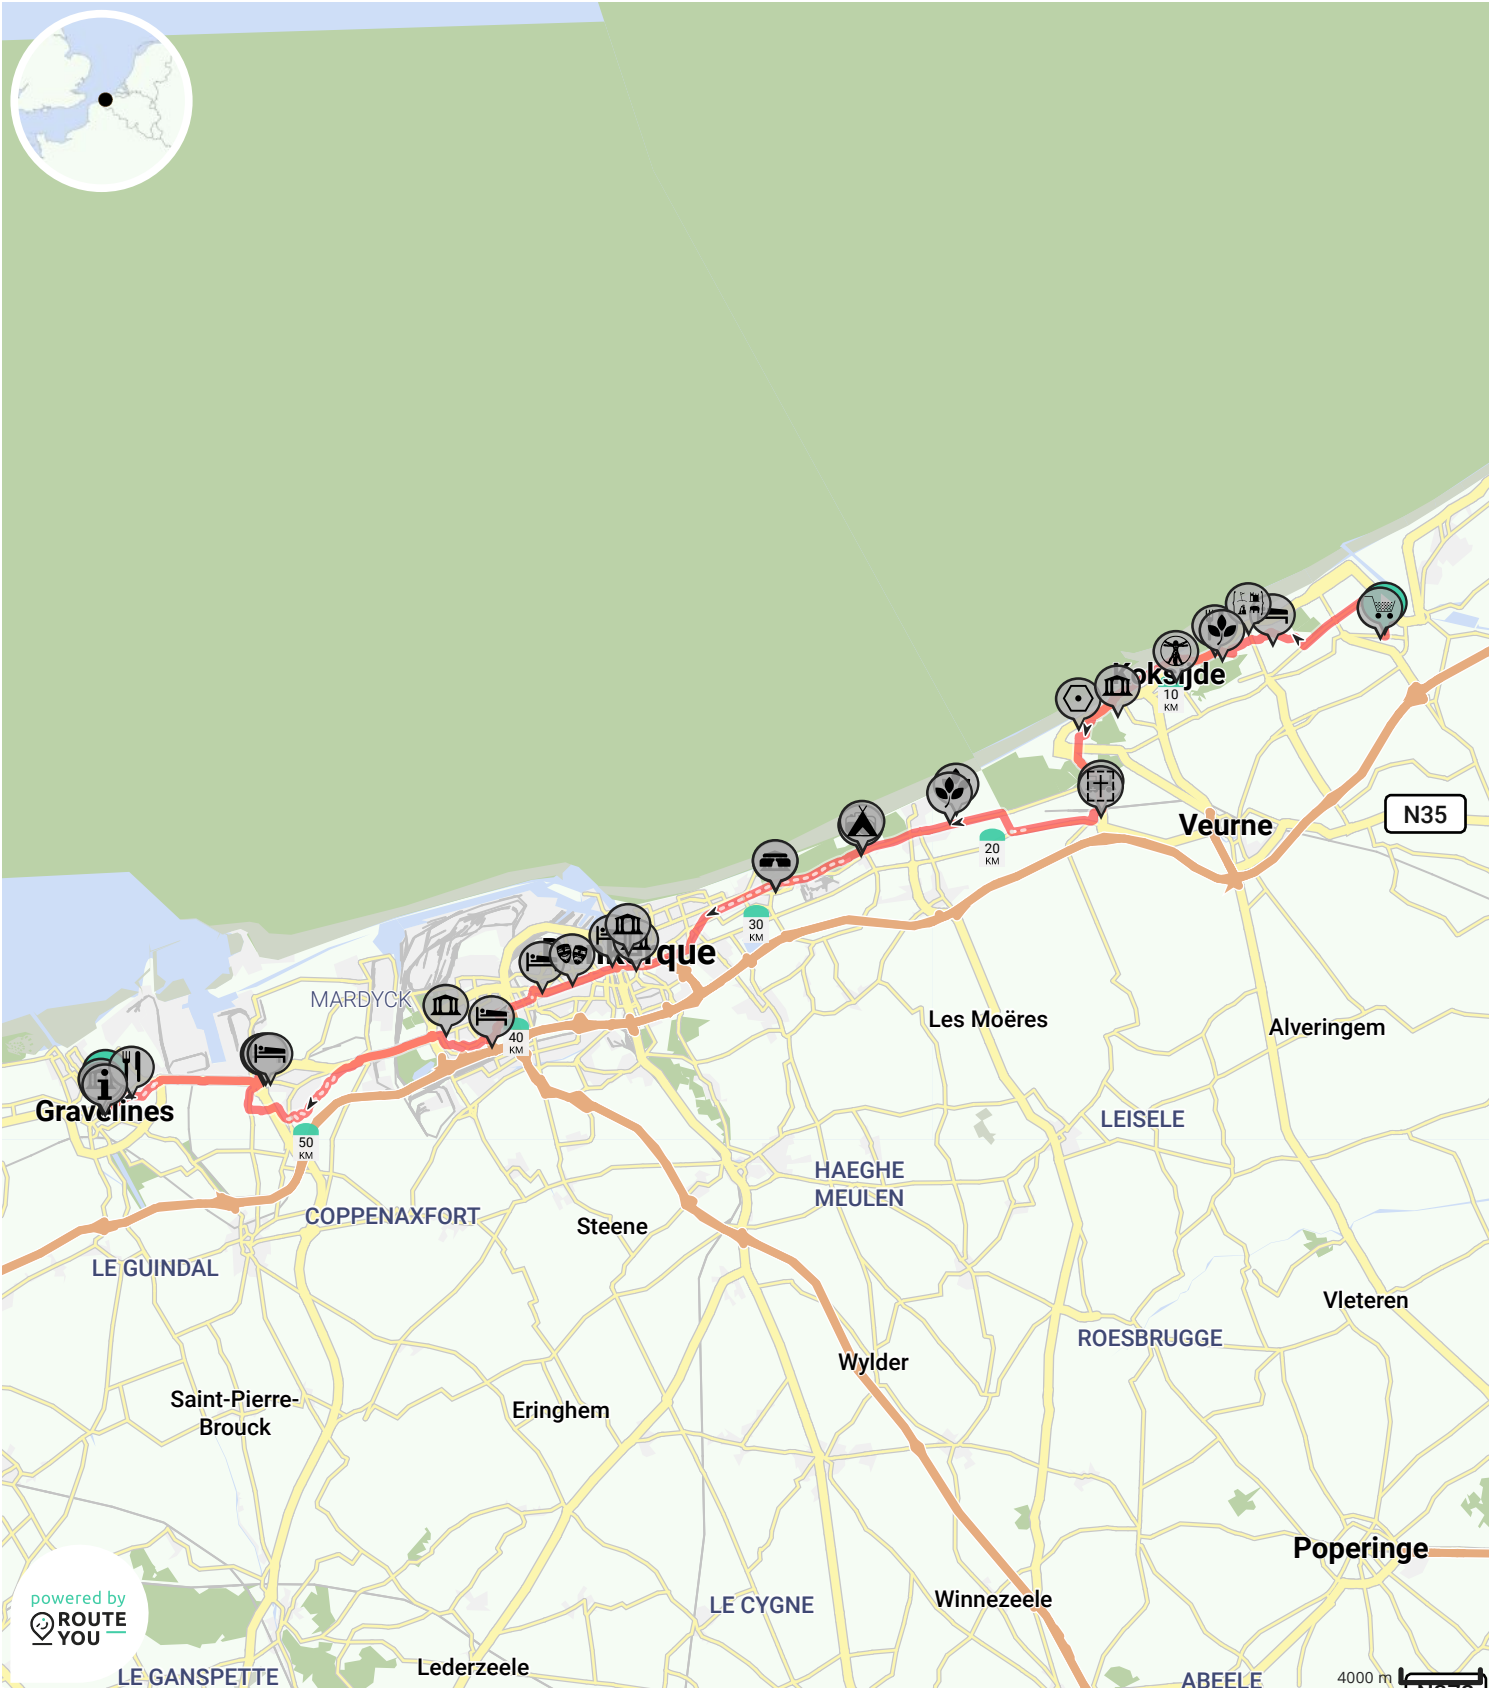 Koksijde
10
KM
Veurne
N35
20
KM
30
KM
rque
MARDYCK
40
KM
Les Moëres
Alveringem
Gravelines
50
KM
LEISELE
HAEGHE
MEULEN
COPPENAXFORT
Steene
LE GUINDAL
Vleteren
ROESBRUGGE
Wylder
Saint-Pierre-
Brouck
Eringhem
Poperinge
powered by
ROUTE
YOU
LE CYGNE
Winnezeele
Lederzeele
LE GANSPETTE
ABEELE
4000 m